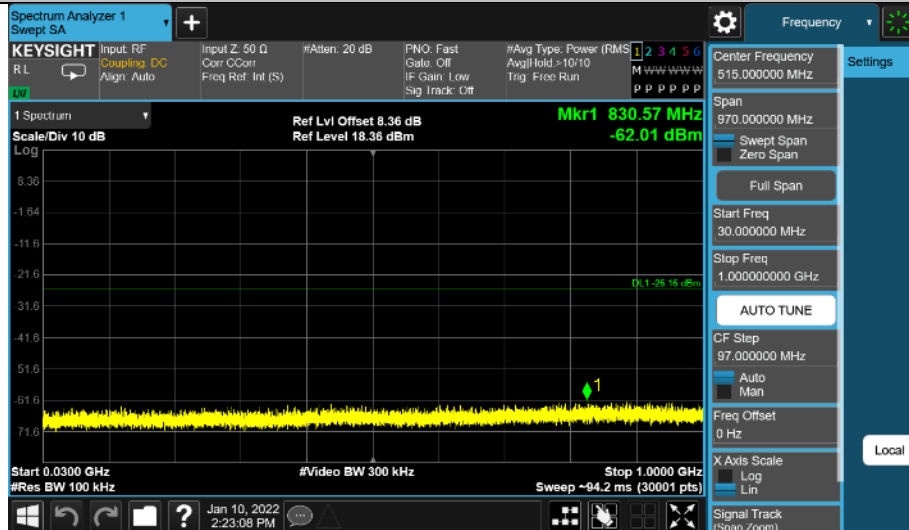 Spectrum Analyzer 1
Swept SA
+
Frequency
KEYSIGHT
RL
Input: RF
Coupling: DC
Align: Auto
Input Z: 50 Ω
Corr CCorr
Freq Ref: Int (S)
#Atten: 20 dB
PNO: Fast
Gate: Off
IF Gain: Low
Sig Track: Off
#Avg Type: Power (RMS
Avg|Hold:>10/10
Trig: Free Run
1 2 3 4 5 6
M W W W W W
P P P P P P
1 Spectrum
Scale/Div 10 dB
Log
Ref Lvl Offset 8.36 dB
Ref Level 18.36 dBm
Mkr1 830.57 MHz
-62.01 dBm
8.36
-1.64
-11.6
-21.6
-31.6
-41.6
-51.6
-61.6
-71.6
DL1 -26.16 dBm
1
Start 0.0300 GHz
#Res BW 100 kHz
#Video BW 300 kHz
Stop 1.0000 GHz
Sweep ~94.2 ms (30001 pts)
Jan 10, 2022
2:23:08 PM
Center Frequency
515.000000 MHz
Span
970.000000 MHz
Swept Span
Zero Span
Full Span
Start Freq
30.000000 MHz
Stop Freq
1.000000000 GHz
AUTO TUNE
CF Step
97.000000 MHz
Auto
Man
Freq Offset
0 Hz
X Axis Scale
Log
Lin
Signal Track
(Span Zoom)
Settings
Local